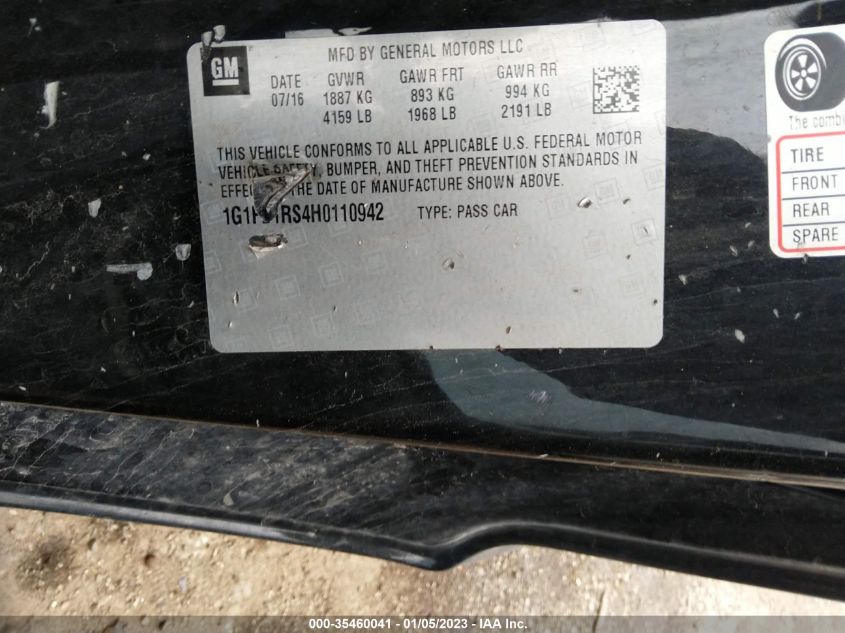 GM
MFD BY GENERAL MOTORS LLC
DATE GVWR GAWR FRT GAWR RR
07/16 1887 KG 893 KG 994 KG
4159 LB 1968 LB 2191 LB
THIS VEHICLE CONFORMS TO ALL APPLICABLE U.S. FEDERAL MOTOR
VEHICLE SAFETY, BUMPER, AND THEFT PREVENTION STANDARDS IN
THE DATE OF MANUFACTURE SHOWN ABOVE.
TYPE: PASS CAR
The
TIRE
FRONT
REAR
SPARE
000-35460041 - 01/05/2023 - IAA Inc.